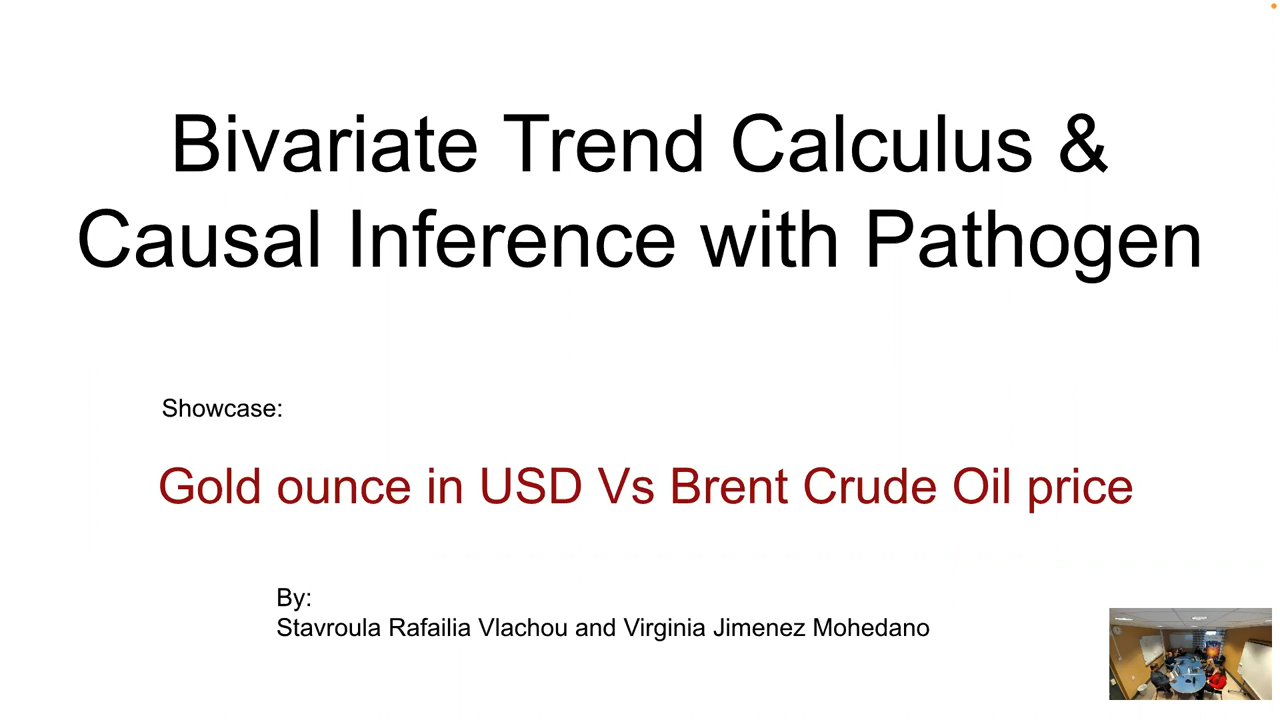 Bivariate Trend Calculus &
Causal Inference with Pathogen
Showcase:
Gold ounce in USD Vs Brent Crude Oil price
By:
Stavroula Rafailia Vlachou and Virginia Jimenez Mohedano